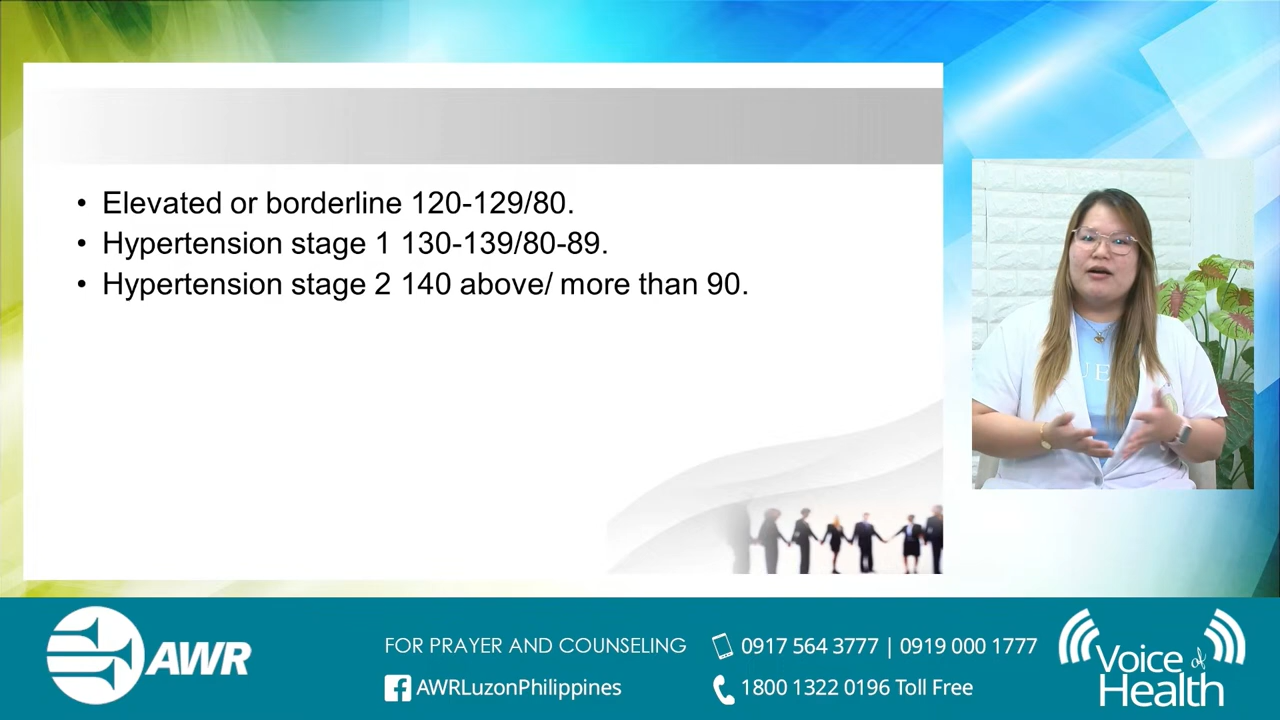 • Elevated or borderline 120-129/80.
• Hypertension stage 1 130-139/80-89.
• Hypertension stage 2 140 above/ more than 90.
UE
AWR
FOR PRAYER AND COUNSELING
0917 564 3777 | 0919 000 1777
AWRLuzonPhilippines
1800 1322 0196 Toll Free
Voice of
Health